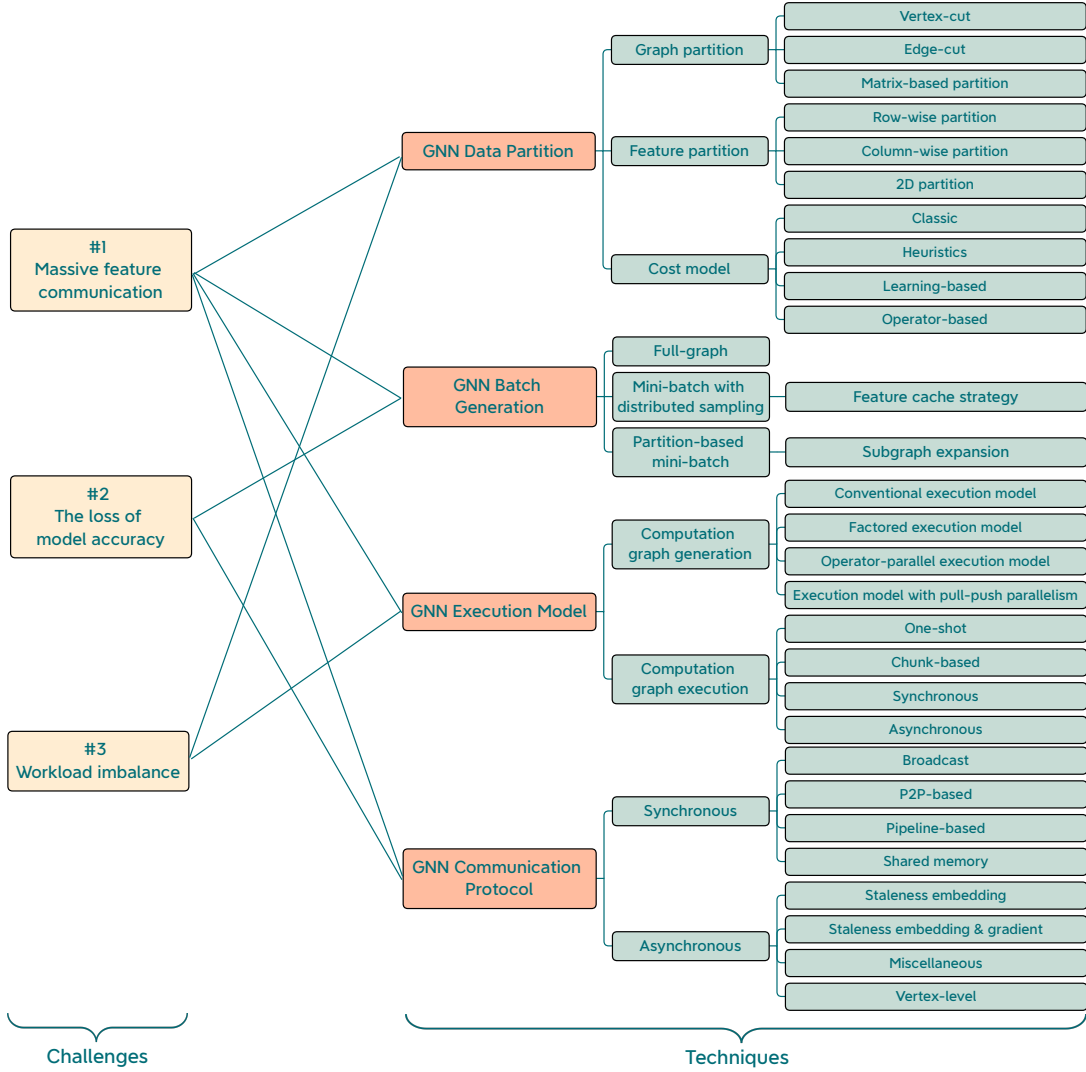 #1
Massive feature
communication
#2
The loss of
model accuracy
#3
Workload imbalance
Challenges
GNN Data Partition
Graph partition
Vertex-cut
Edge-cut
Matrix-based partition
Feature partition
Row-wise partition
Column-wise partition
2D partition
Cost model
Classic
Heuristics
Learning-based
Operator-based
GNN Batch
Generation
Full-graph
Mini-batch with
distributed sampling
Feature cache strategy
Partition-based
mini-batch
Subgraph expansion
GNN Execution Model
Computation
graph generation
Conventional execution model
Factored execution model
Operator-parallel execution model
Execution model with pull-push parallelism
Computation
graph execution
One-shot
Chunk-based
Synchronous
Asynchronous
GNN Communication
Protocol
Synchronous
Broadcast
P2P-based
Pipeline-based
Shared memory
Asynchronous
Staleness embedding
Staleness embedding & gradient
Miscellaneous
Vertex-level
Techniques